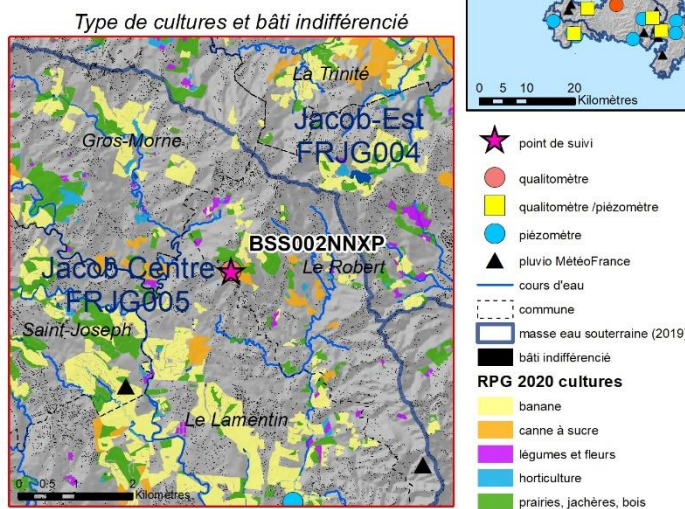 Type de cultures et bâti indifférencié
La Trinité
Jacob-Est
FRJG004
Gros-Morne
BSS002NNXP
Le Robert
Jacob-Centre
FRJG005
Saint-Joseph
Le Lamentin
0 0.5 1 2
Kilomètres
0 5 10 20
Kilomètres
point de suivi
qualitomètre
qualitomètre /piézomètre
piézomètre
pluvio MétéoFrance
cours d'eau
commune
masse eau souterraine (2019)
bâti indifférencié
RPG 2020 cultures
banane
canne à sucre
légumes et fleurs
horticulture
prairies, jachères, bois